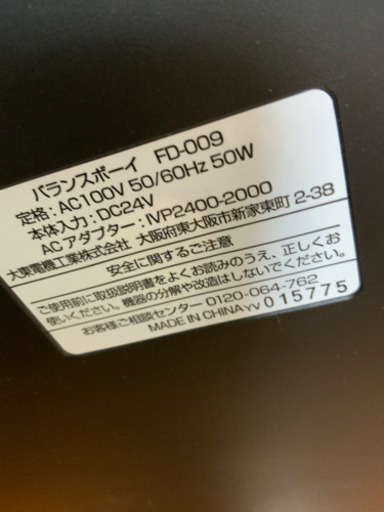 バランスボーイ FD-009
定格：AC100V 50/60Hz 50W
本体入力：DC24V
ACアダプター：IVP2400-2000
大東電機工業株式会社 大阪府東大阪市新家東町 2-38
安全に関するご注意
ご使用前に取扱説明書をよくお読みのうえ、正しくお
使いください。機器の分解や改造はしないでください。
お客様ご相談センター 0120-064-762
MADE IN CHINA YV 015775